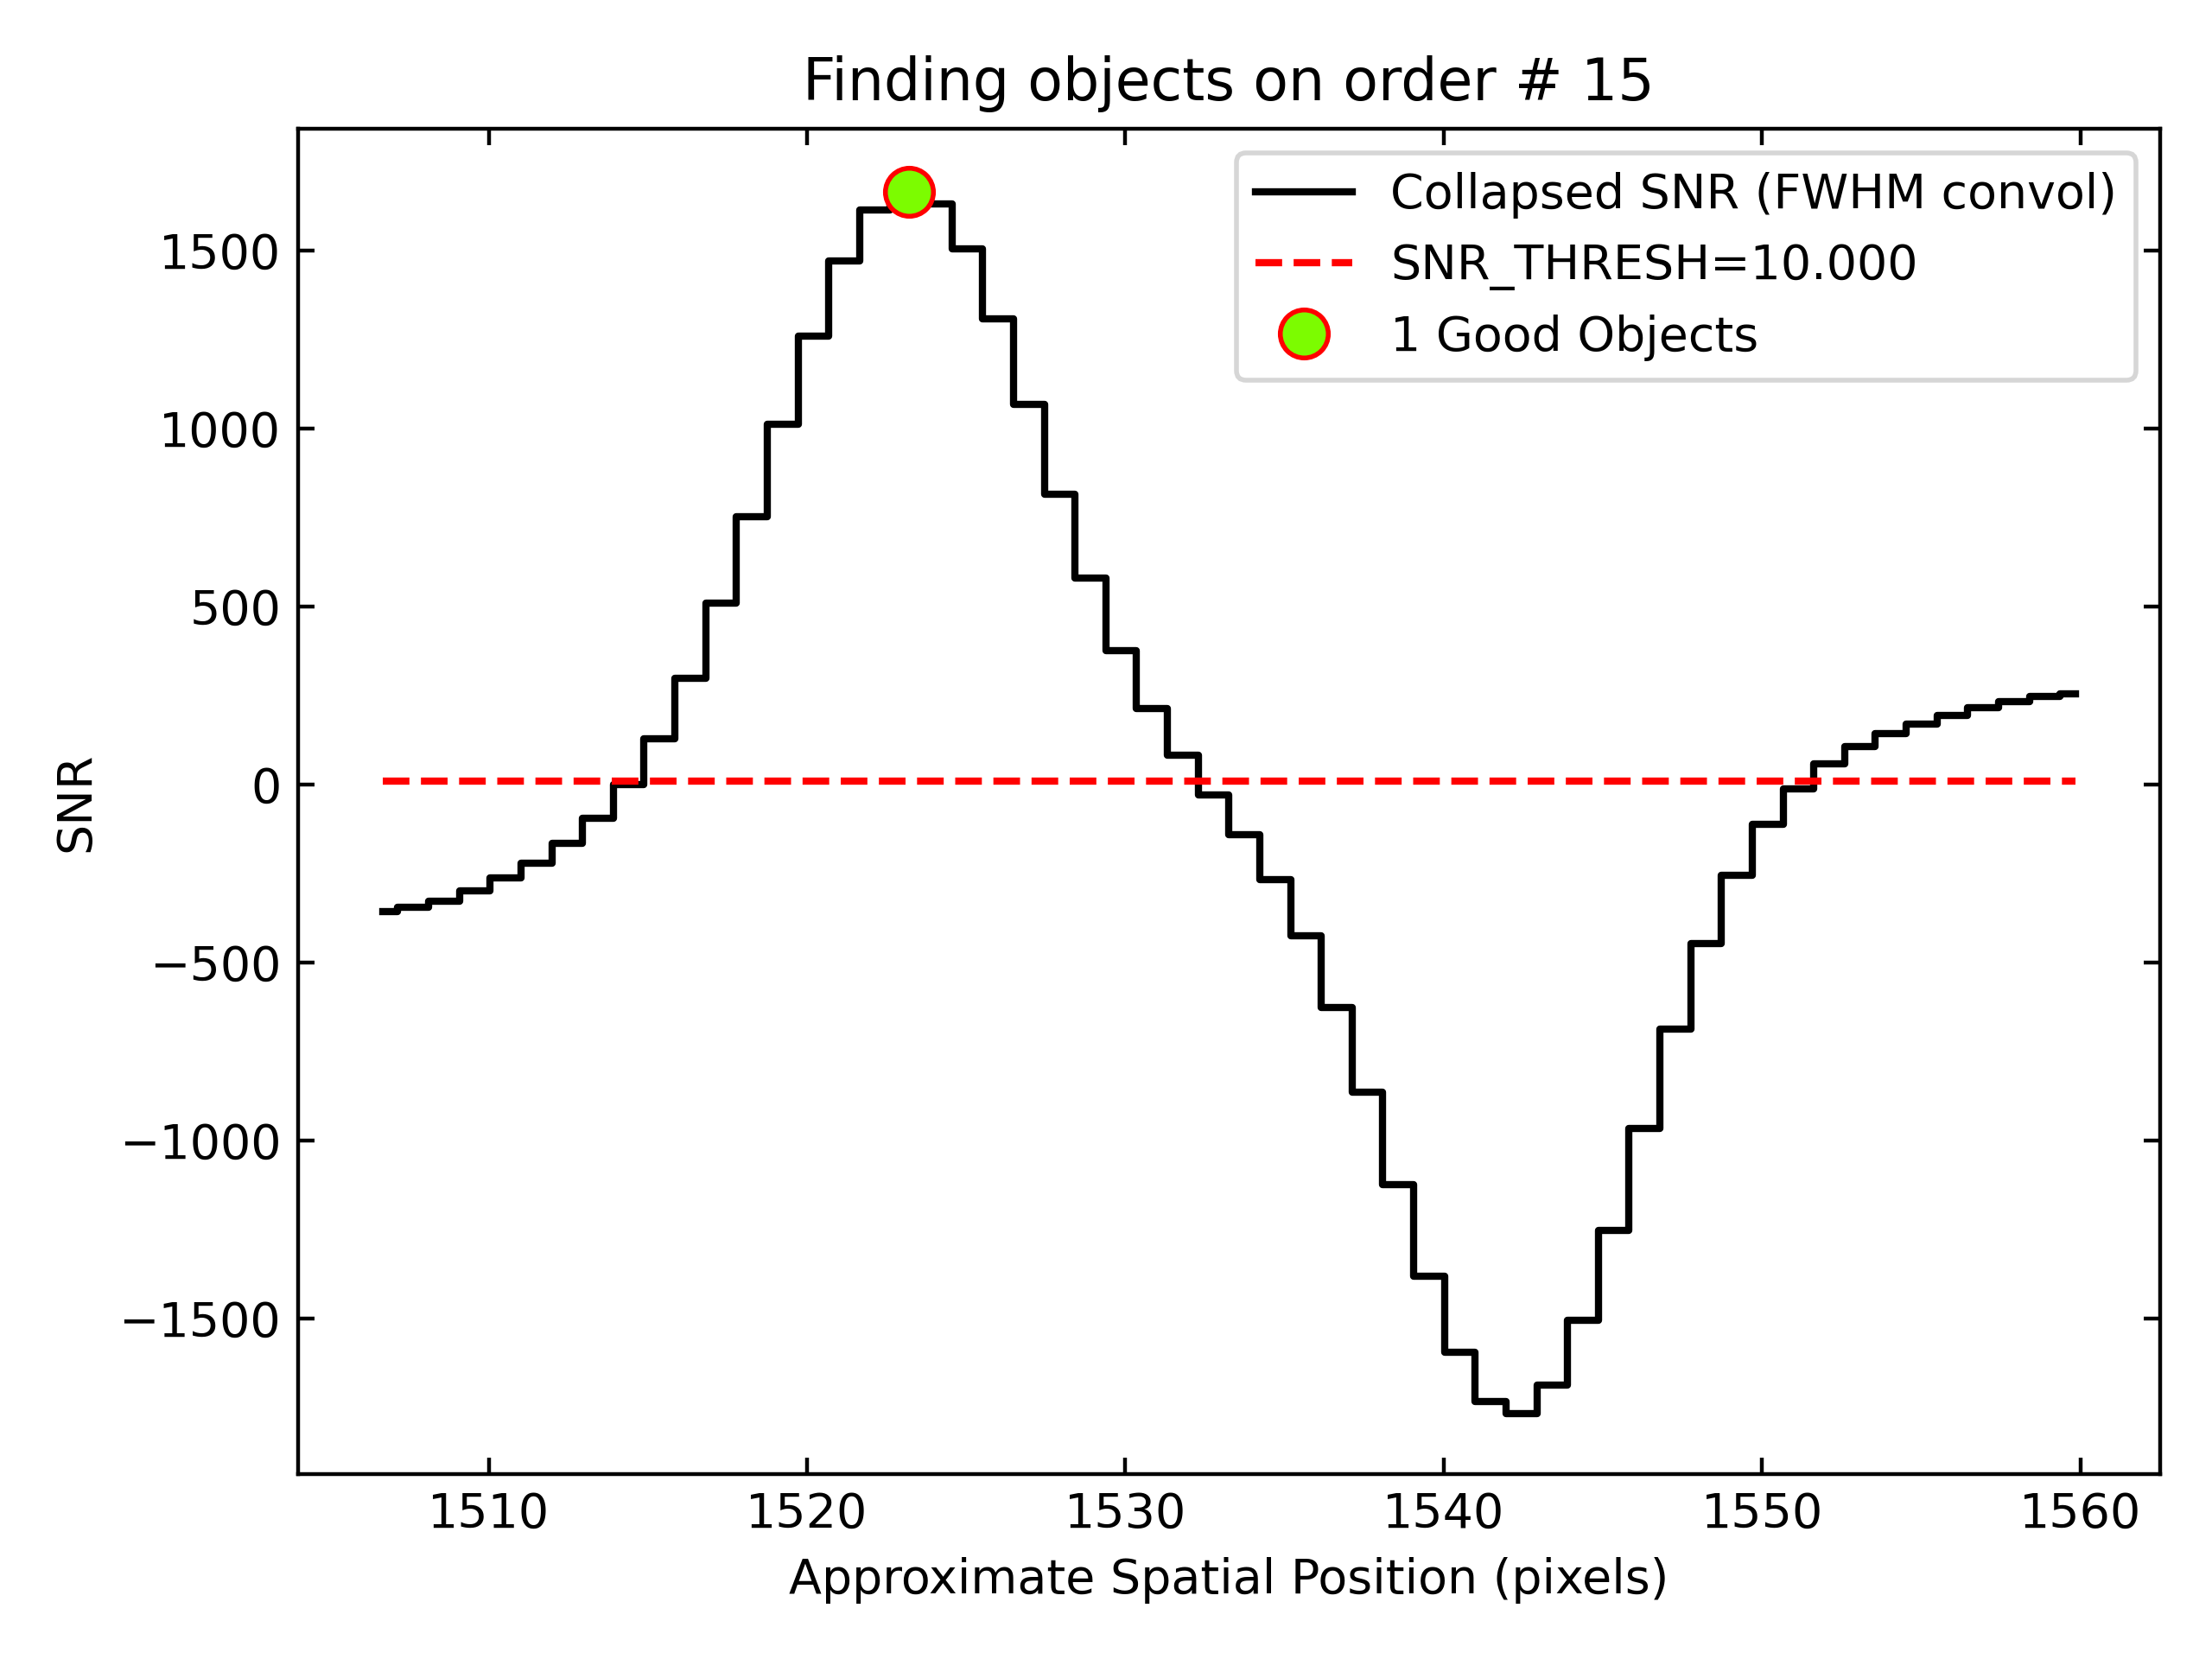 Finding objects on order # 15
Collapsed SNR (FWHM convol)
SNR_THRESH=10.000
1 Good Objects
SNR
1500
1000
500
0
−500
−1000
−1500
1510 1520 1530 1540 1550 1560
Approximate Spatial Position (pixels)